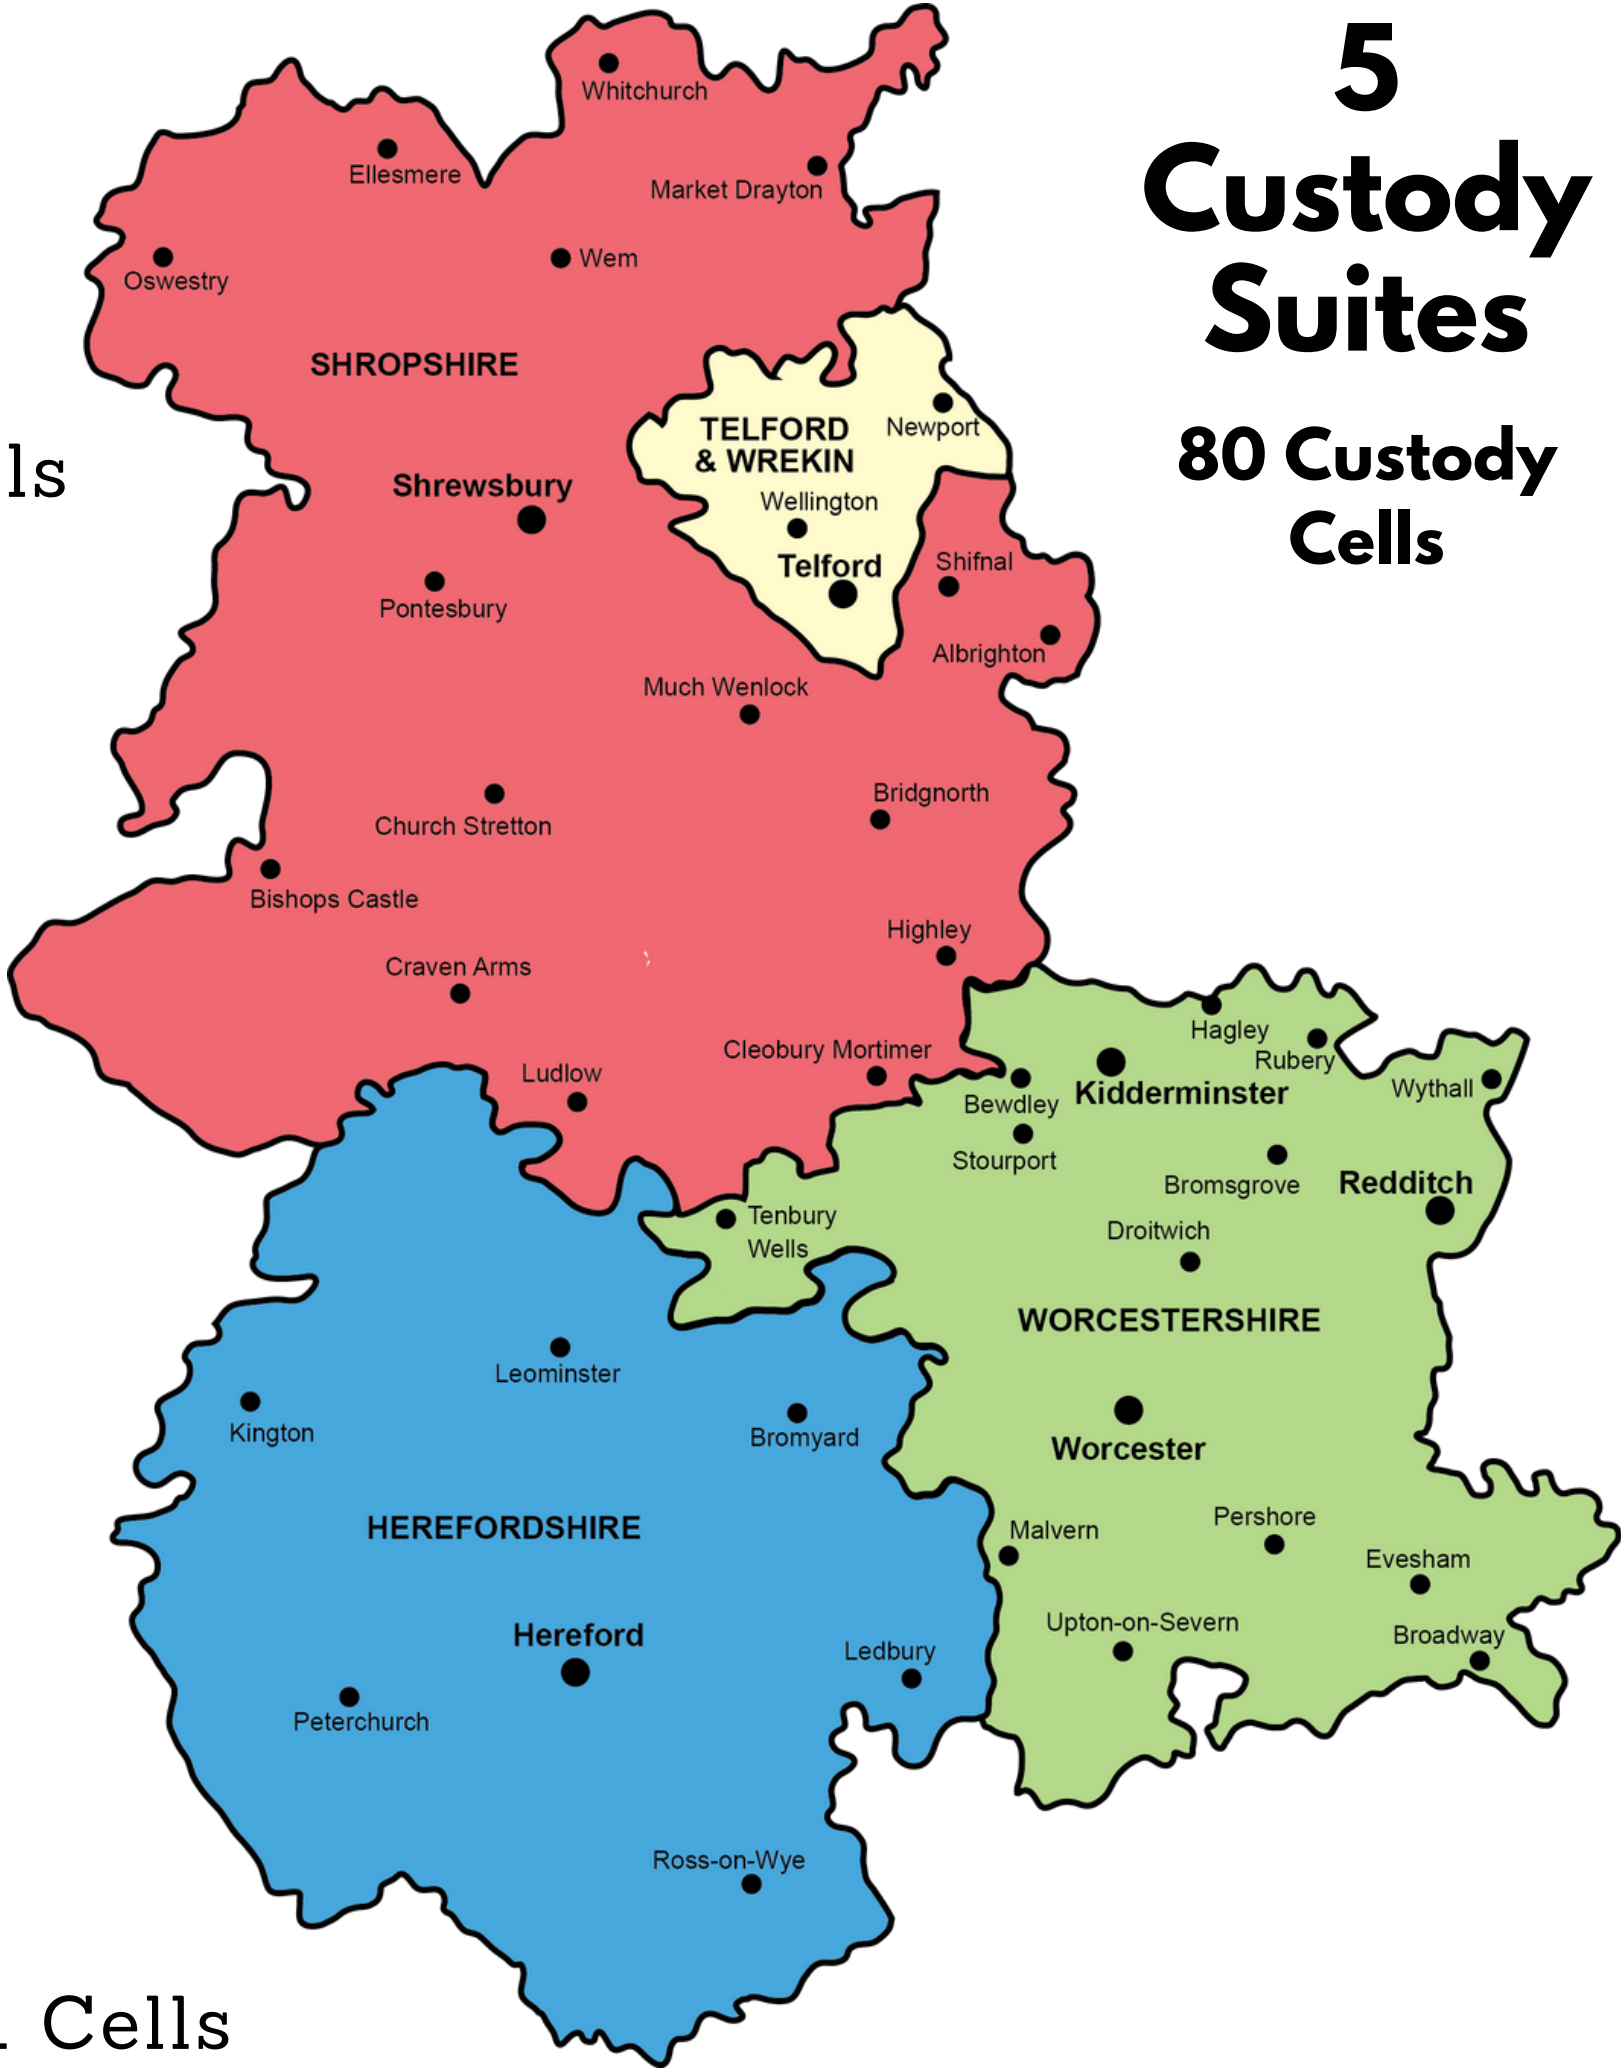 5
Custody
Suites
80 Custody
Cells
ls
Whitchurch
Ellesmere
Market Drayton
Oswestry
Wem
SHROPSHIRE
TELFORD
& WREKIN
Newport
Shrewsbury
Wellington
Telford
Shifnal
Pontesbury
Albrighton
Much Wenlock
Bridgnorth
Church Stretton
Bishops Castle
Highley
Craven Arms
Cleobury Mortimer
Ludlow
Hagley
Rubery
Kidderminster
Wythall
Bewdley
Stourport
Bromsgrove
Redditch
Tenbury
Wells
Droitwich
WORCESTERSHIRE
Leominster
Kington
Bromyard
Worcester
HEREFORDSHIRE
Malvern
Pershore
Evesham
Upton-on-Severn
Broadway
Hereford
Ledbury
Peterchurch
Ross-on-Wye
Cells